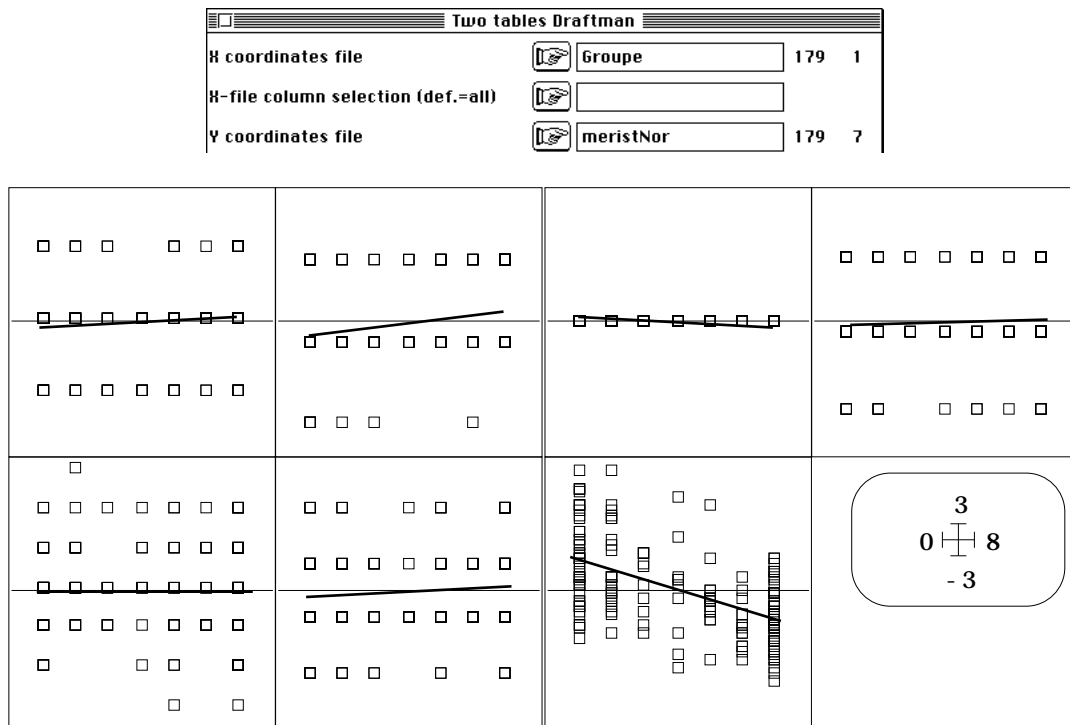 Two tables Draftman
X coordinates file Groupe 179 1
X-file column selection (def.=all)
Y coordinates file meristNor 179 7
3
0 8
- 3